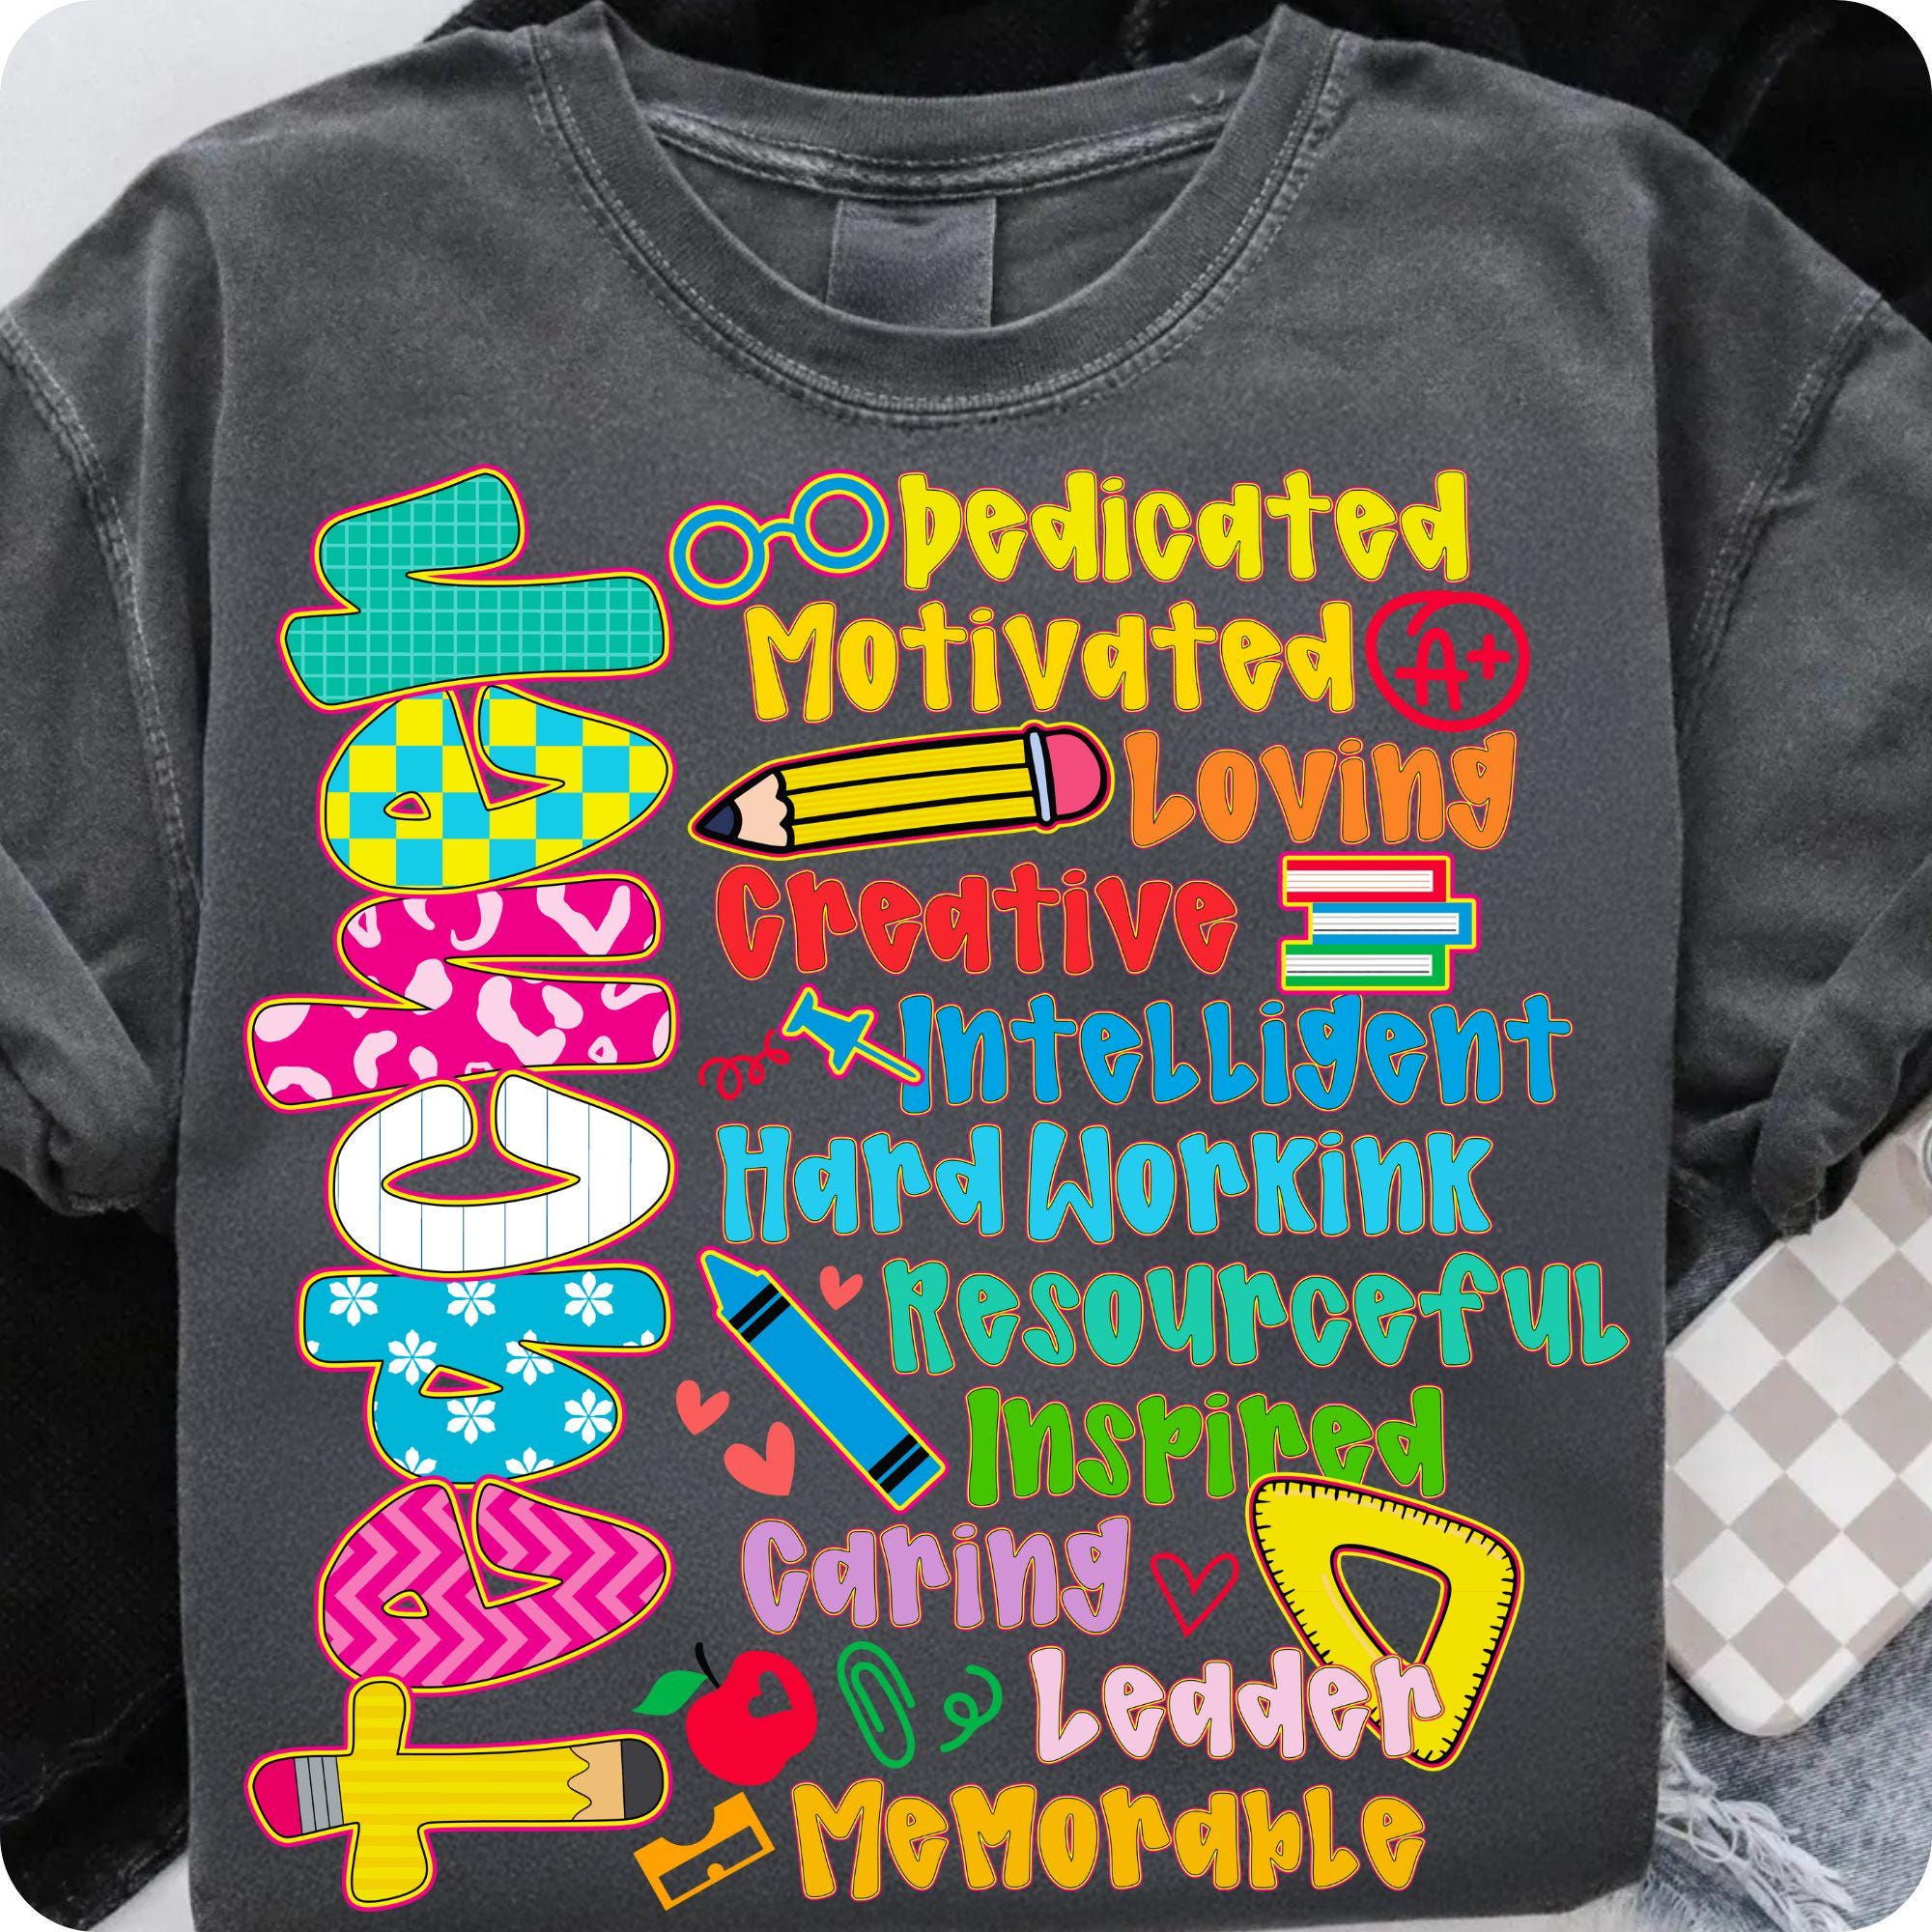 teacher
Dedicated
Motivated A+
Loving
Creative
Intelligent
Hard Workink
Resourceful
Inspired
Caring
Leader
Memorable